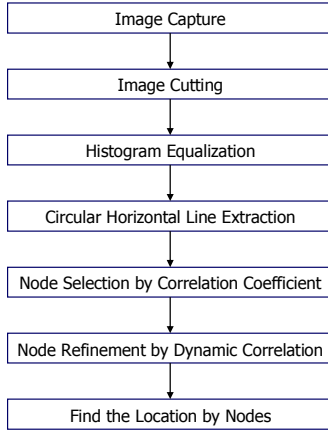 Image Capture
Image Cutting
Histogram Equalization
Circular Horizontal Line Extraction
Node Selection by Correlation Coefficient
Node Refinement by Dynamic Correlation
Find the Location by Nodes